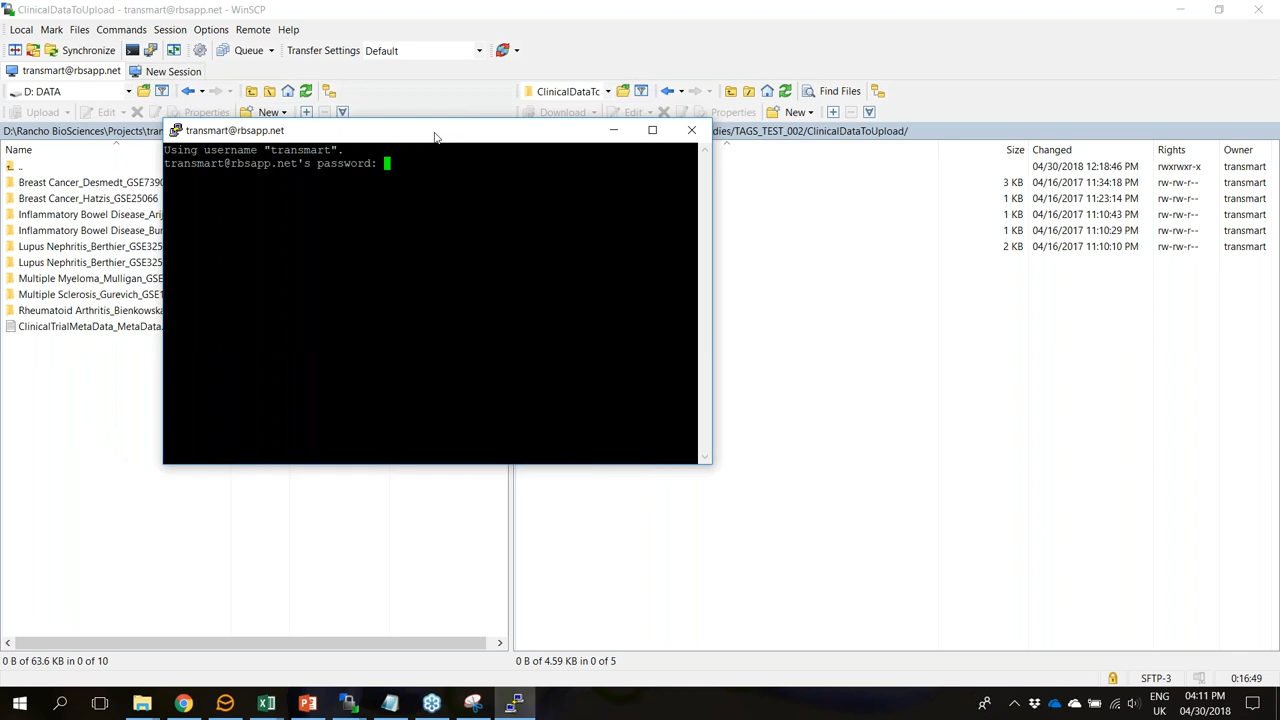 ClinicalDataToUpload - transmart@rbsapp.net - WinSCP
Local Mark Files Commands Session Options Remote Help
Synchronize Queue Transfer Settings Default
transmart@rbsapp.net New Session
D: DATA ClinicalDataTc Find Files
Upload Edit Properties New Download Edit Properties New
D:\Rancho BioSciences\Projects\tran dies/TAGS_TEST_002/ClinicalDataToUpload/
transmart@rbsapp.net
Using username "transmart".
transmart@rbsapp.net's password:
Name Size Changed Rights Owner
.. 04/30/2018 12:18:46 PM rwxrwxr-x transmart
Breast Cancer_Desmedt_GSE7390 3 KB 04/16/2017 11:34:18 PM rw-rw-r-- transmart
Breast Cancer_Hatzis_GSE25066 1 KB 04/16/2017 11:23:14 PM rw-rw-r-- transmart
Inflammatory Bowel Disease_Arij 1 KB 04/16/2017 11:10:43 PM rw-rw-r-- transmart
Inflammatory Bowel Disease_Bur 1 KB 04/16/2017 11:10:29 PM rw-rw-r-- transmart
Lupus Nephritis_Berthier_GSE325 2 KB 04/16/2017 11:10:10 PM rw-rw-r-- transmart
Lupus Nephritis_Berthier_GSE325
Multiple Myeloma_Mulligan_GSE
Multiple Sclerosis_Gurevich_GSE1
Rheumatoid Arthritis_Bienkowska
ClinicalTrialMetaData_MetaData.
0 B of 63.6 KB in 0 of 10 0 B of 4.59 KB in 0 of 5
SFTP-3 0:16:49
ENG 04:11 PM
UK 04/30/2018